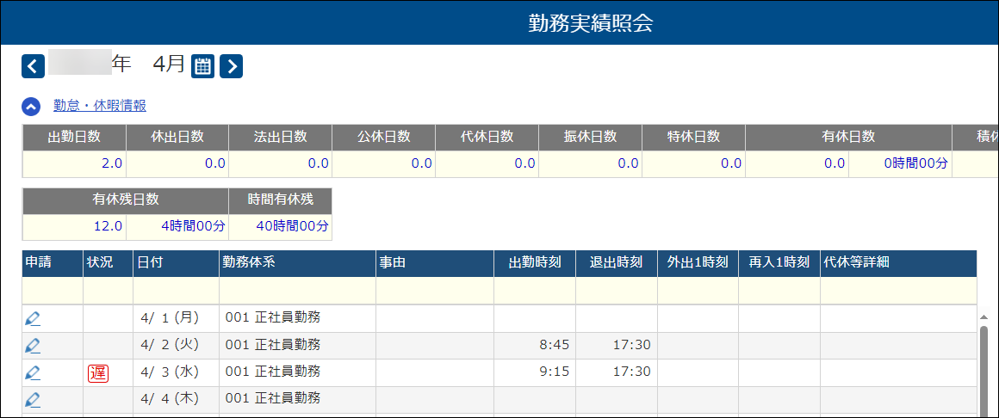 勤務実績照会
年 4月
勤怠・休暇情報
出勤日数 休出日数 法出日数 公休日数 代休日数 振休日数 特休日数 有休日数 積休
2.0 0.0 0.0 0.0 0.0 0.0 0.0 0.0 0時間00分
有休残日数 時間有休残
12.0 4時間00分 40時間00分
申請 状況 日付 勤務体系 事由 出勤時刻 退出時刻 外出1時刻 再入1時刻 代休等詳細
4/ 1 (月) 001 正社員勤務
4/ 2 (火) 001 正社員勤務 8:45 17:30
遅 4/ 3 (水) 001 正社員勤務 9:15 17:30
4/ 4 (木) 001 正社員勤務